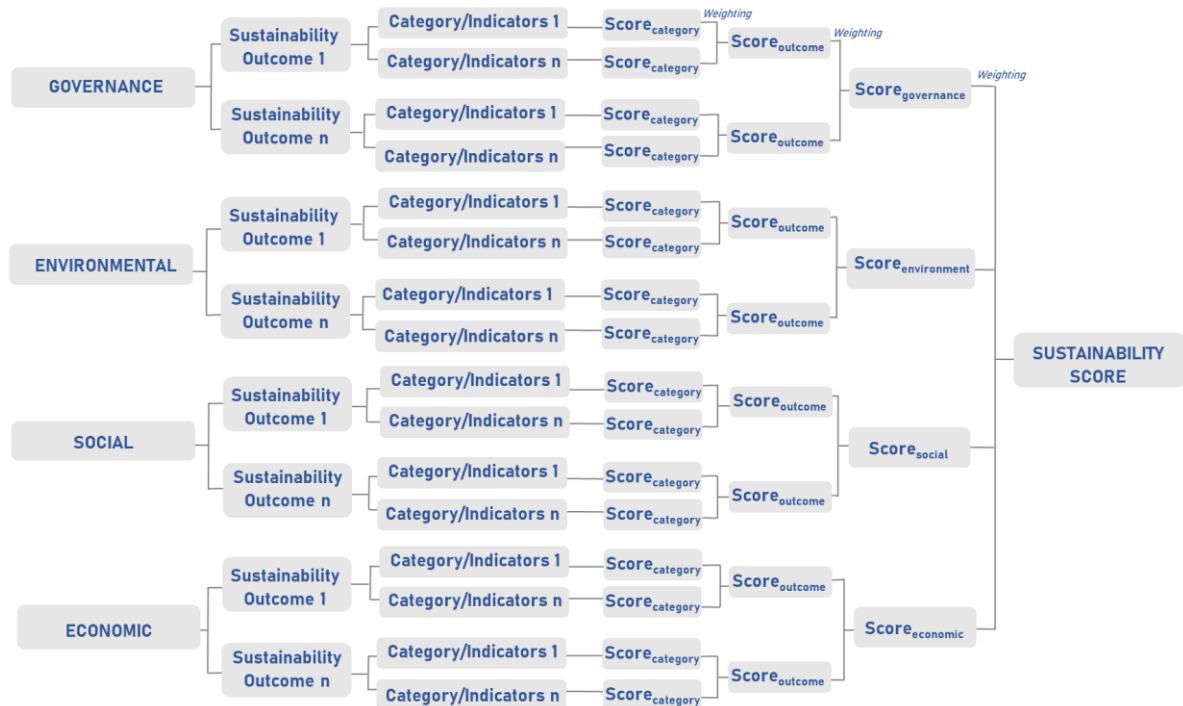 GOVERNANCE
Sustainability
Outcome 1
Category/Indicators 1
Score category
Weighting
Category/Indicators n
Score category
Score outcome
Weighting
Sustainability
Outcome n
Category/Indicators 1
Score category
Category/Indicators n
Score category
Score outcome
Score governance
Weighting
ENVIRONMENTAL
Sustainability
Outcome 1
Category/Indicators 1
Score category
Category/Indicators n
Score category
Score outcome
Sustainability
Outcome n
Category/Indicators 1
Score category
Category/Indicators n
Score category
Score outcome
Score environment
SOCIAL
Sustainability
Outcome 1
Category/Indicators 1
Score category
Category/Indicators n
Score category
Score outcome
Sustainability
Outcome n
Category/Indicators 1
Score category
Category/Indicators n
Score category
Score outcome
Score social
ECONOMIC
Sustainability
Outcome 1
Category/Indicators 1
Score category
Category/Indicators n
Score category
Score outcome
Sustainability
Outcome n
Category/Indicators 1
Score category
Category/Indicators n
Score category
Score outcome
Score economic
SUSTAINABILITY
SCORE